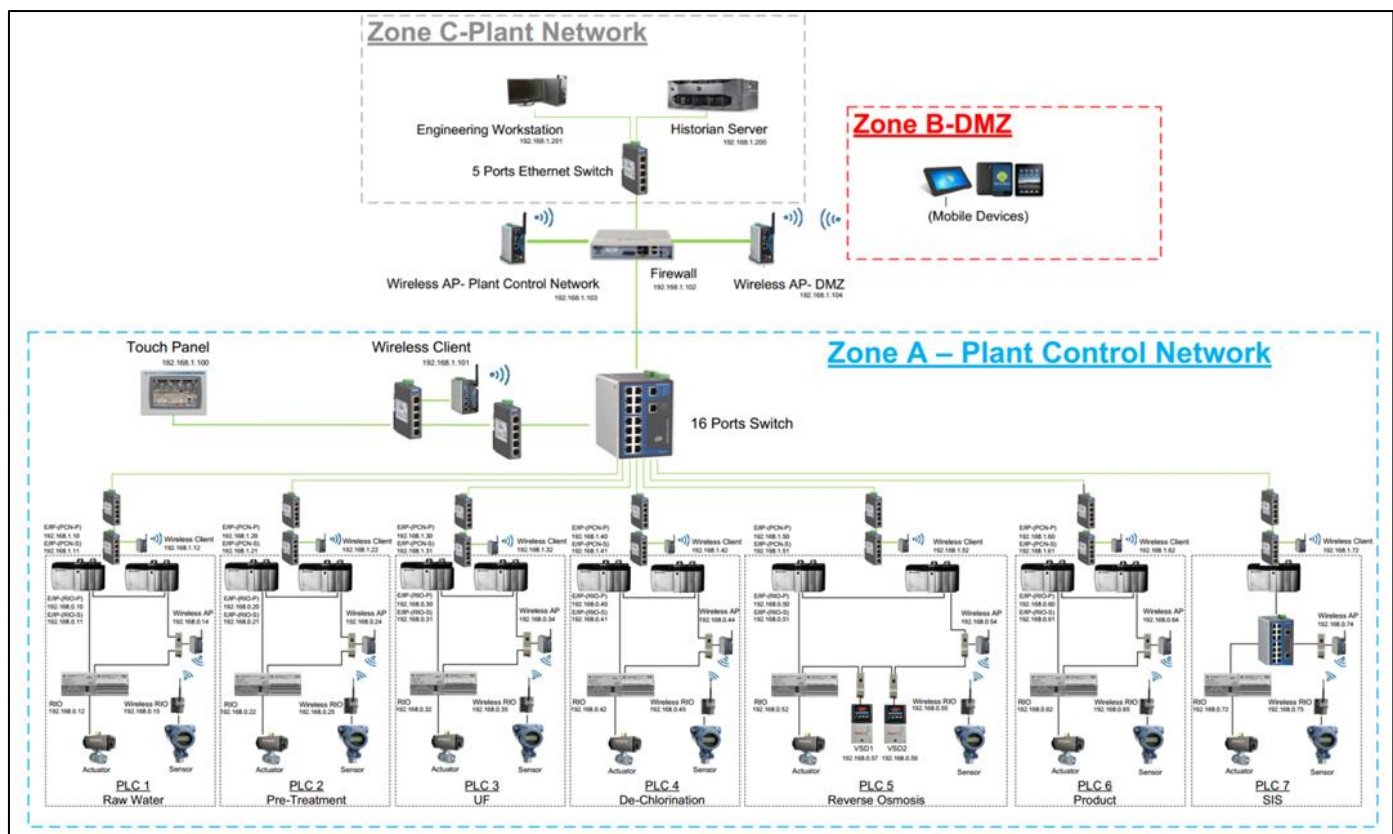 Zone C-Plant Network
Engineering Workstation
192.168.1.201
Historian Server
192.168.1.200
5 Ports Ethernet Switch
Zone B-DMZ
(Mobile Devices)
Wireless AP- Plant Control Network
192.168.1.103
Firewall
192.168.1.102
Wireless AP- DMZ
192.168.1.104
Zone A – Plant Control Network
Touch Panel
192.168.1.100
Wireless Client
192.168.1.101
16 Ports Switch
E/IP-(PCN-P)
192.168.1.10
E/IP-(PCN-S)
192.168.1.11
Wireless Client
192.168.1.12
E/IP-(RIO-P)
192.168.0.10
E/IP-(RIO-S)
192.168.0.11
Wireless AP
192.168.0.14
RIO
192.168.0.12
Wireless RIO
192.168.0.15
Actuator
Sensor
PLC 1
Raw Water
E/IP-(PCN-P)
192.168.1.20
E/IP-(PCN-S)
192.168.1.21
Wireless Client
192.168.1.22
E/IP-(RIO-P)
192.168.0.20
E/IP-(RIO-S)
192.168.0.21
Wireless AP
192.168.0.24
RIO
192.168.0.22
Wireless RIO
192.168.0.25
Actuator
Sensor
PLC 2
Pre-Treatment
E/IP-(PCN-P)
192.168.1.30
E/IP-(PCN-S)
192.168.1.31
Wireless Client
192.168.1.32
E/IP-(RIO-P)
192.168.0.30
E/IP-(RIO-S)
192.168.0.31
Wireless AP
192.168.0.34
RIO
192.168.0.32
Wireless RIO
192.168.0.35
Actuator
Sensor
PLC 3
UF
E/IP-(PCN-P)
192.168.1.40
E/IP-(PCN-S)
192.168.1.41
Wireless Client
192.168.1.42
E/IP-(RIO-P)
192.168.0.40
E/IP-(RIO-S)
192.168.0.41
Wireless AP
192.168.0.44
RIO
192.168.0.42
Wireless RIO
192.168.0.45
Actuator
Sensor
PLC 4
De-Chlorination
E/IP-(PCN-P)
192.168.1.50
E/IP-(PCN-S)
192.168.1.51
Wireless Client
192.168.1.52
E/IP-(RIO-P)
192.168.0.50
E/IP-(RIO-S)
192.168.0.51
Wireless AP
192.168.0.54
RIO
192.168.0.52
VSD1
192.168.0.57
VSD2
Wireless RIO
192.168.0.55
Actuator
Sensor
PLC 5
Reverse Osmosis
E/IP-(PCN-P)
192.168.1.60
E/IP-(PCN-S)
192.168.1.61
Wireless Client
192.168.1.62
E/IP-(RIO-P)
192.168.0.60
E/IP-(RIO-S)
192.168.0.61
Wireless AP
192.168.0.64
RIO
192.168.0.62
Wireless RIO
192.168.0.65
Actuator
Sensor
PLC 6
Product
Wireless Client
192.168.1.72
Wireless AP
192.168.0.74
RIO
192.168.0.72
Wireless RIO
192.168.0.75
Actuator
Sensor
PLC 7
SIS